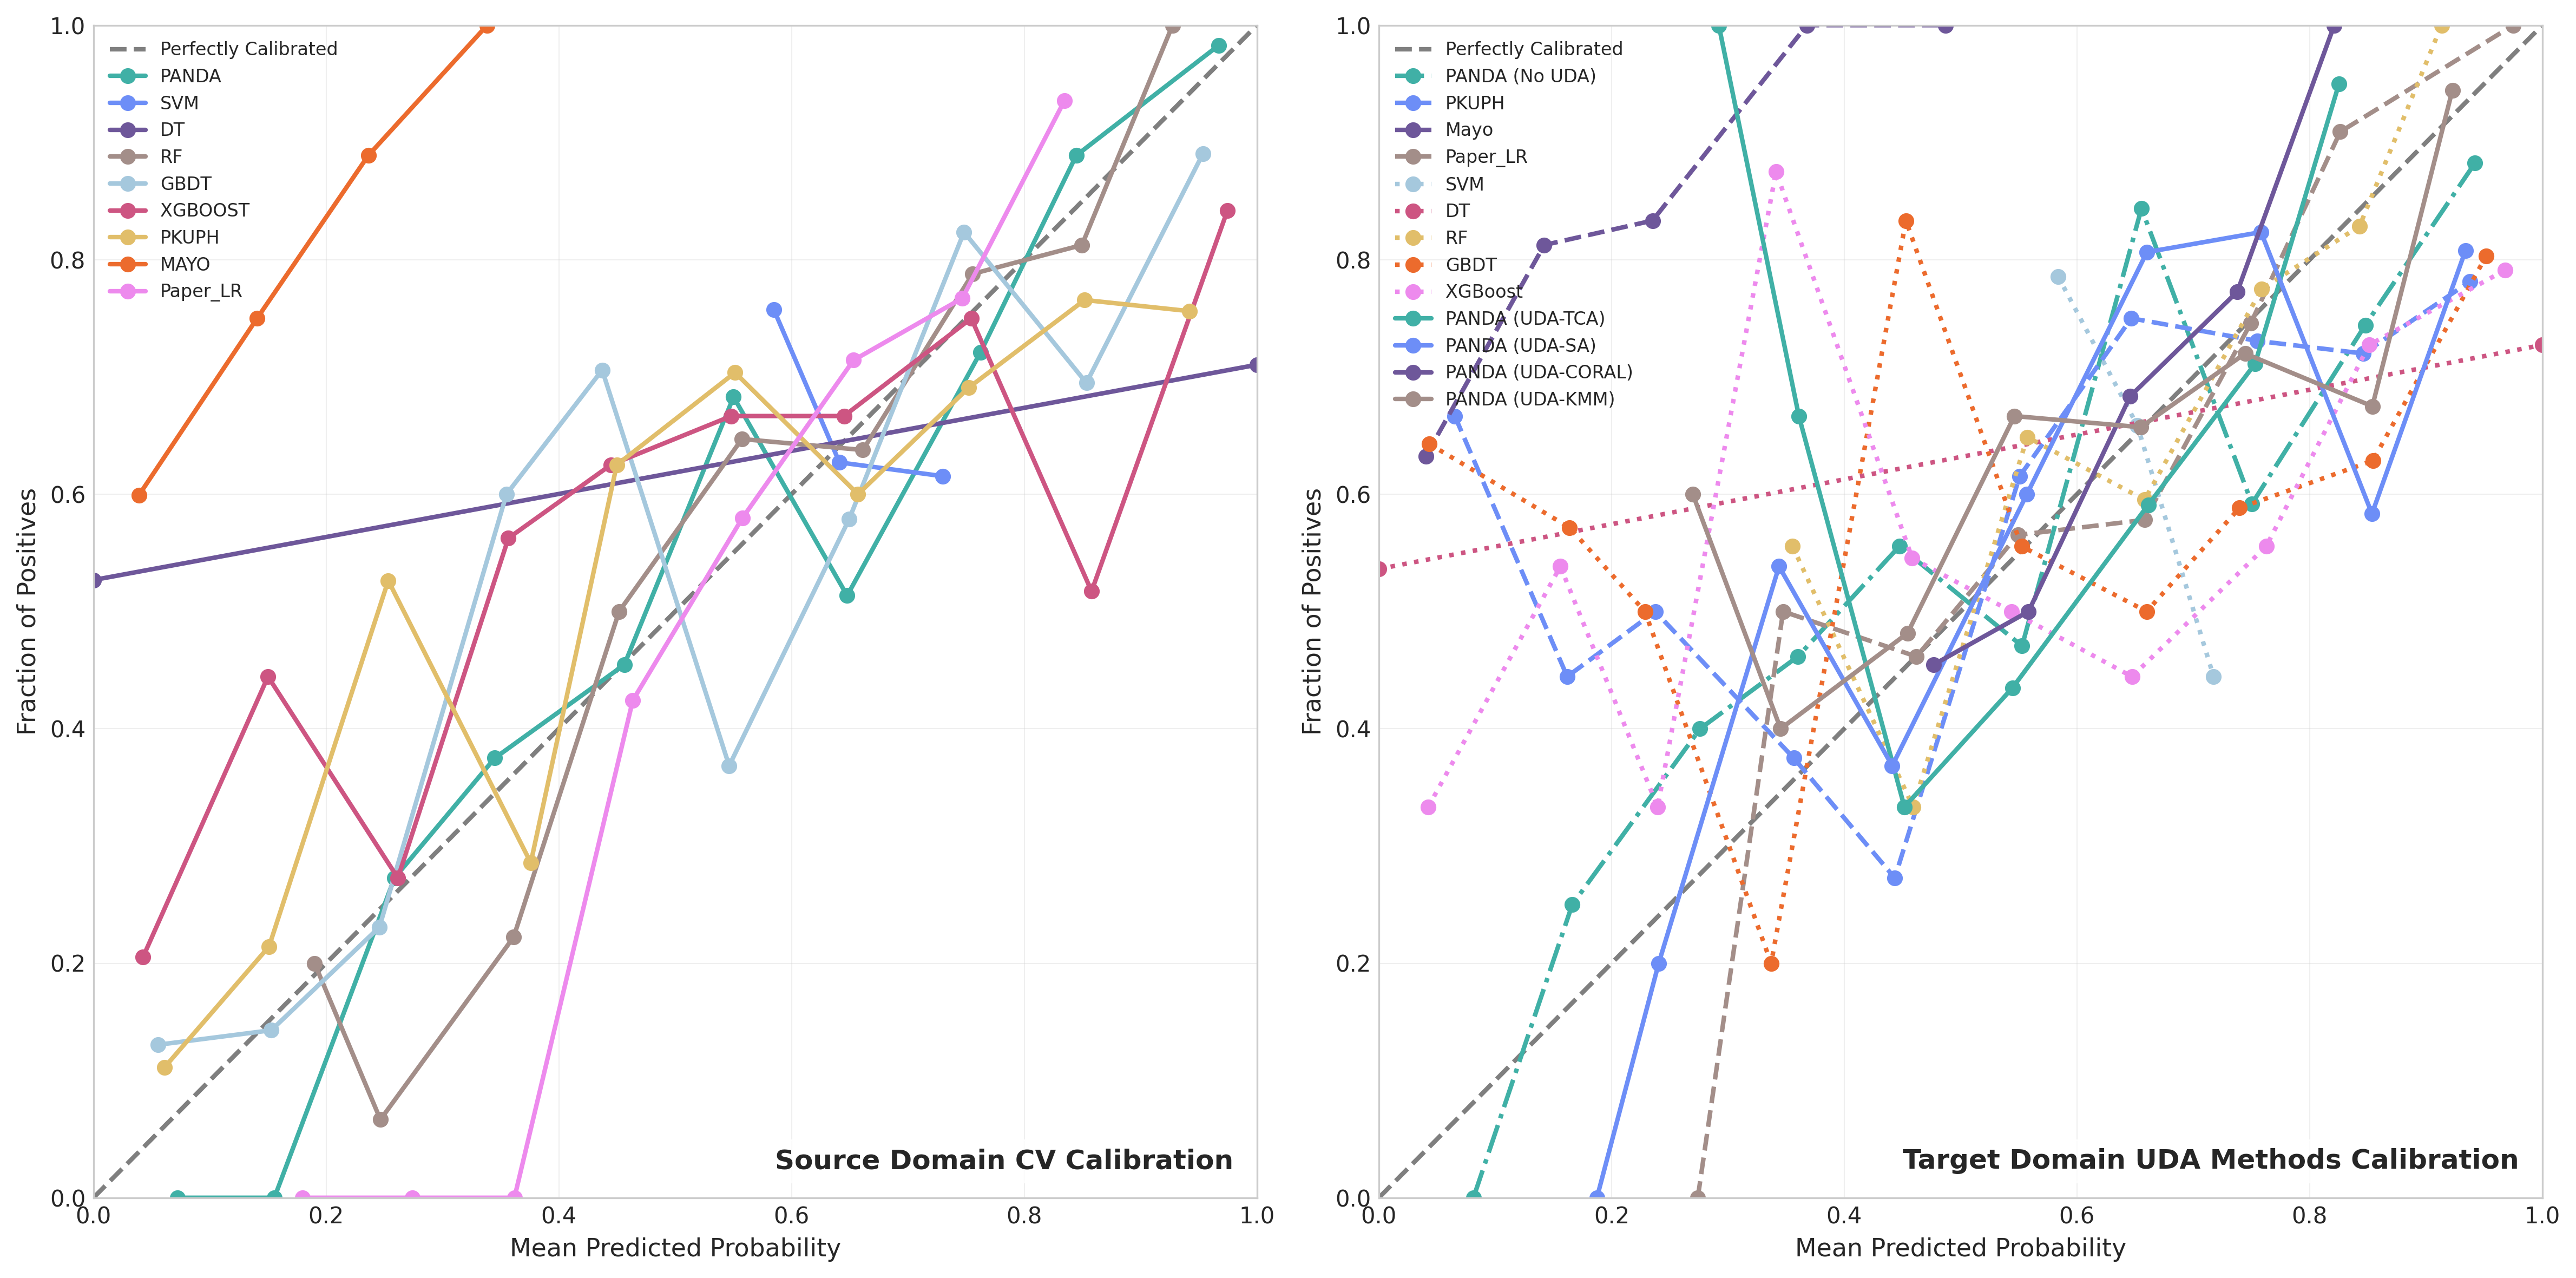 1.0
0.8
0.6
0.4
0.2
0.0
Fraction of Positives
Perfectly Calibrated
PANDA
SVM
DT
RF
GBDT
XGBOOST
PKUPH
MAYO
Paper_LR
Source Domain CV Calibration
0.0 0.2 0.4 0.6 0.8 1.0
Mean Predicted Probability
1.0
0.8
0.6
0.4
0.2
0.0
Fraction of Positives
Perfectly Calibrated
PANDA (No UDA)
PKUPH
Mayo
Paper_LR
SVM
DT
RF
GBDT
XGBoost
PANDA (UDA-TCA)
PANDA (UDA-SA)
PANDA (UDA-CORAL)
PANDA (UDA-KMM)
Target Domain UDA Methods Calibration
0.0 0.2 0.4 0.6 0.8 1.0
Mean Predicted Probability